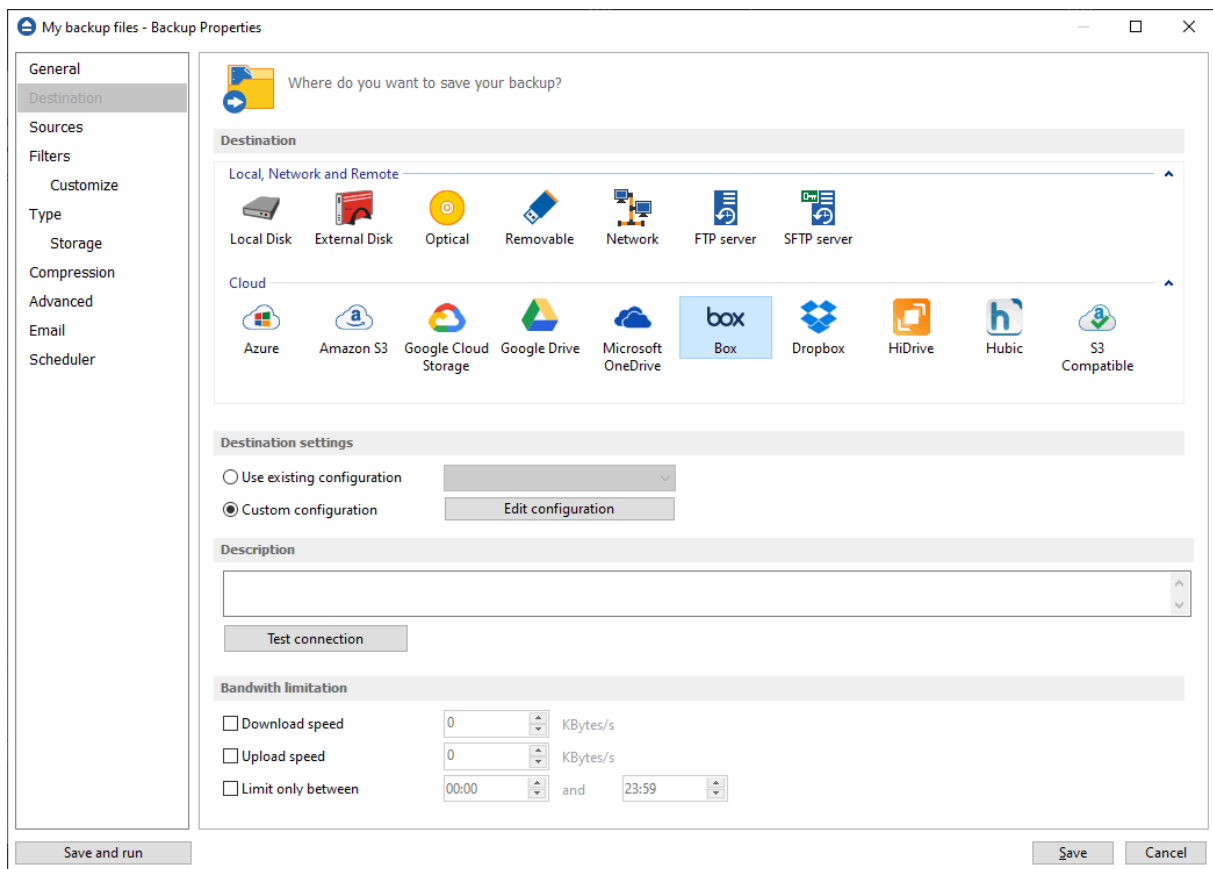 My backup files - Backup Properties
General
Destination
Sources
Filters
Customize
Type
Storage
Compression
Advanced
Email
Scheduler
Where do you want to save your backup?
Destination
Local, Network and Remote
Local Disk External Disk Optical Removable Network FTP server SFTP server
Cloud
box
Azure Amazon S3 Google Cloud Storage Google Drive Microsoft OneDrive Box Dropbox HiDrive Hubic S3 Compatible
Destination settings
Use existing configuration
Custom configuration Edit configuration
Description
Test connection
Bandwith limitation
Download speed 0 KBytes/s
Upload speed 0 KBytes/s
Limit only between 00:00 and 23:59
Save and run Save Cancel